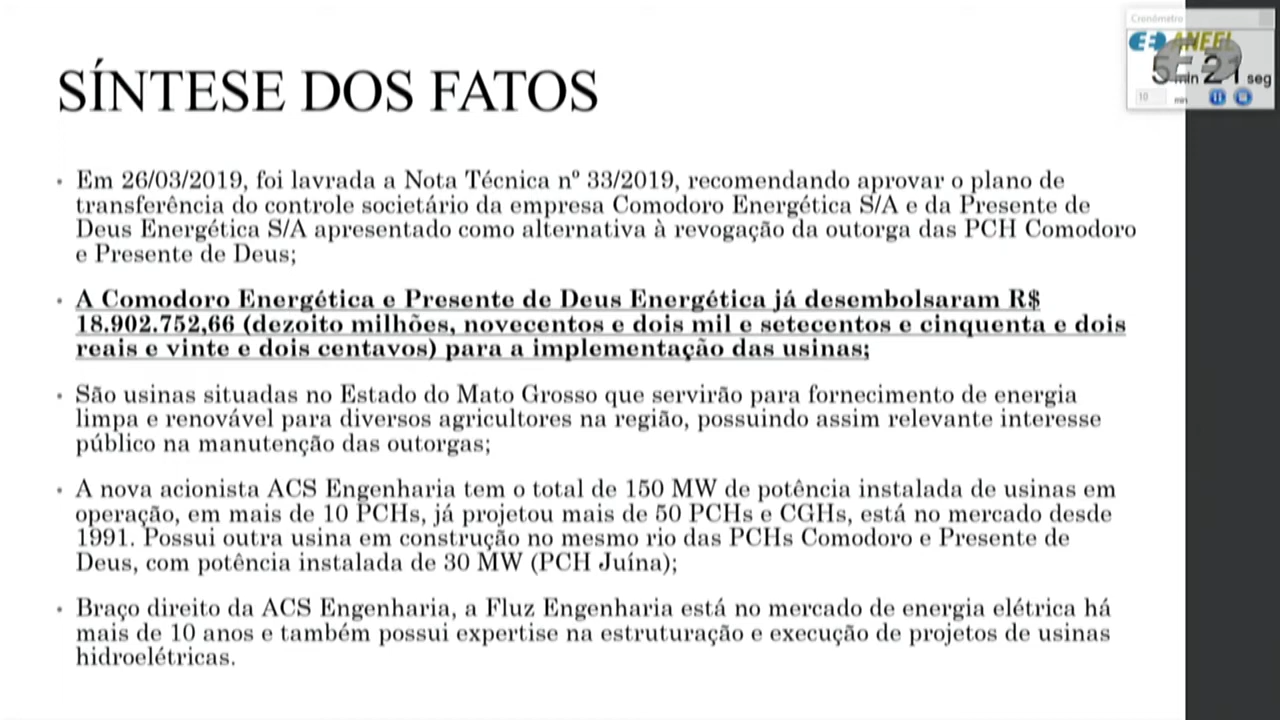 Cronômetro
ANEEL
5 min 21 seg
10 min
SÍNTESE DOS FATOS
• Em 26/03/2019, foi lavrada a Nota Técnica nº 33/2019, recomendando aprovar o plano de
transferência do controle societário da empresa Comodoro Energética S/A e da Presente de
Deus Energética S/A apresentado como alternativa à revogação da outorga das PCH Comodoro
e Presente de Deus;
• A Comodoro Energética e Presente de Deus Energética já desembolsaram R$
18.902.752,66 (dezoito milhões, novecentos e dois mil e setecentos e cinquenta e dois
reais e vinte e dois centavos) para a implementação das usinas;
• São usinas situadas no Estado do Mato Grosso que servirão para fornecimento de energia
limpa e renovável para diversos agricultores na região, possuindo assim relevante interesse
público na manutenção das outorgas;
• A nova acionista ACS Engenharia tem o total de 150 MW de potência instalada de usinas em
operação, em mais de 10 PCHs, já projetou mais de 50 PCHs e CGHs, está no mercado desde
1991. Possui outra usina em construção no mesmo rio das PCHs Comodoro e Presente de
Deus, com potência instalada de 30 MW (PCH Juína);
• Braço direito da ACS Engenharia, a Fluz Engenharia está no mercado de energia elétrica há
mais de 10 anos e também possui expertise na estruturação e execução de projetos de usinas
hidroelétricas.